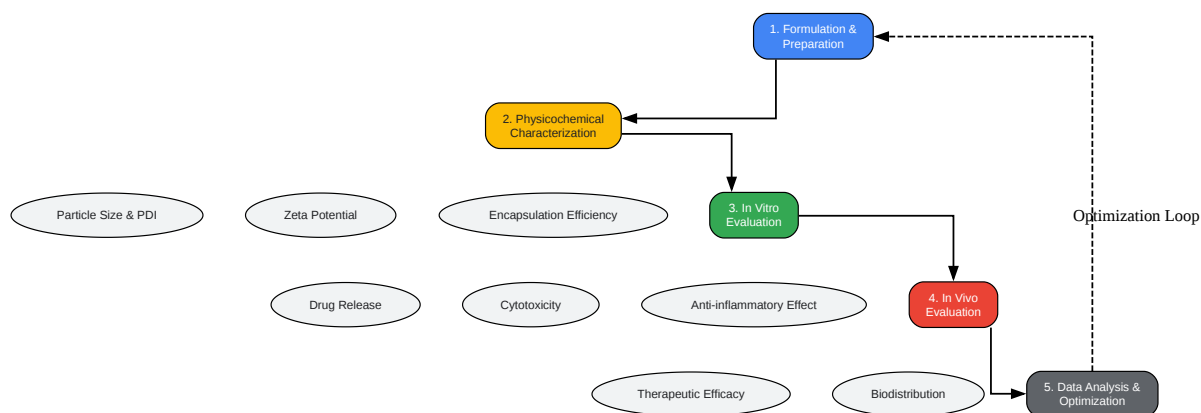 1. Formulation &
Preparation
2. Physicochemical
Characterization
Particle Size & PDI
Zeta Potential
Encapsulation Efficiency
3. In Vitro
Evaluation
Optimization Loop
Drug Release
Cytotoxicity
Anti-inflammatory Effect
4. In Vivo
Evaluation
Therapeutic Efficacy
Biodistribution
5. Data Analysis &
Optimization